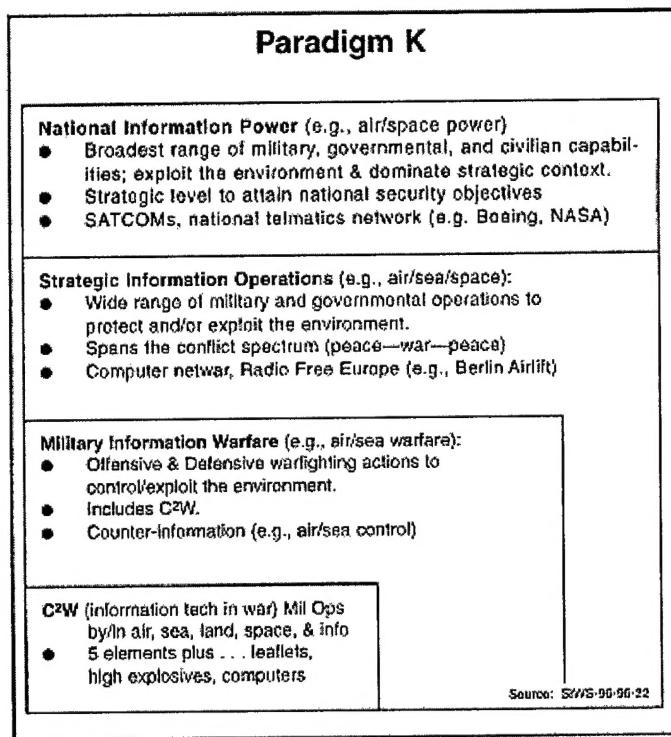 Paradigm K
National Information Power (e.g., air/space power)
● Broadest range of military, governmental, and civilian capabil-
ities; exploit the environment & dominate strategic context.
● Strategic level to attain national security objectives
● SATCOMs, national telmatics network (e.g. Boeing, NASA)
Strategic Information Operations (e.g., air/sea/space):
● Wide range of military and governmental operations to
protect and/or exploit the environment.
● Spans the conflict spectrum (peace—war—peace)
● Computer netwar, Radio Free Europe (e.g., Berlin Airlift)
Military Information Warfare (e.g., air/sea warfare):
● Offensive & Defensive warfighting actions to
control/exploit the environment.
● Includes C²W.
● Counter-information (e.g., air/sea control)
C²W (information tech in war) Mil Ops
by/in air, sea, land, space, & info
● 5 elements plus . . . leaflets,
high explosives, computers
Source: